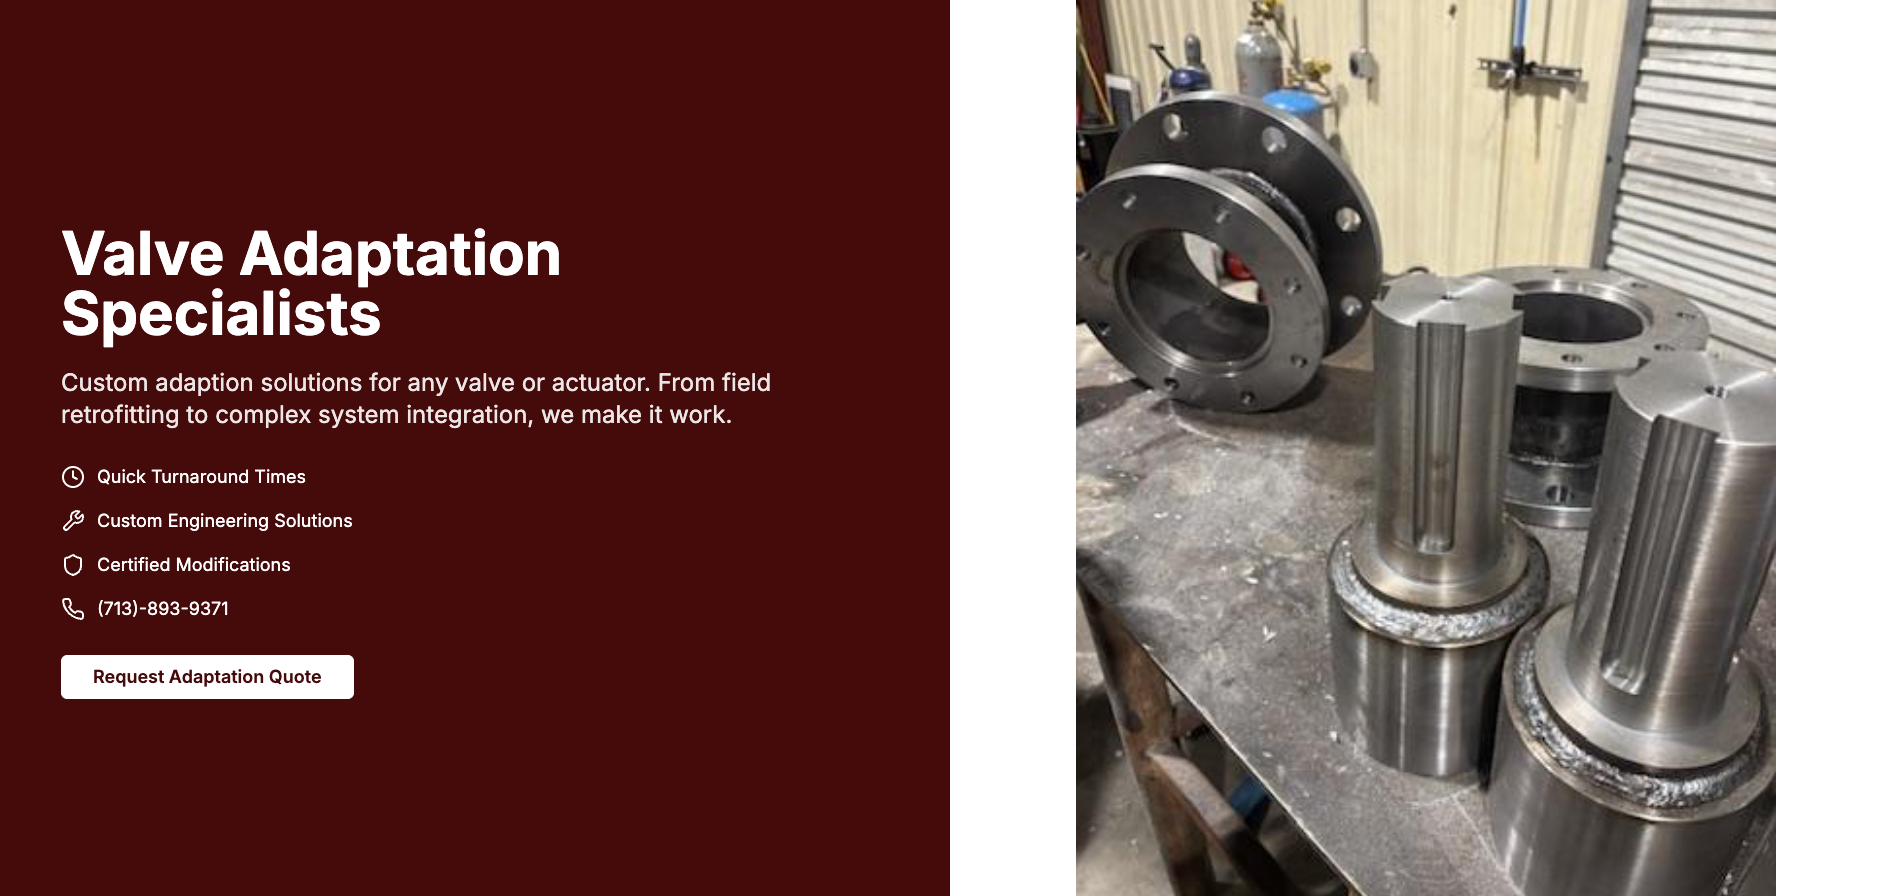 Valve Adaptation
Specialists
Custom adaption solutions for any valve or actuator. From field
retrofitting to complex system integration, we make it work.
Quick Turnaround Times
Custom Engineering Solutions
Certified Modifications
(713)-893-9371
Request Adaptation Quote